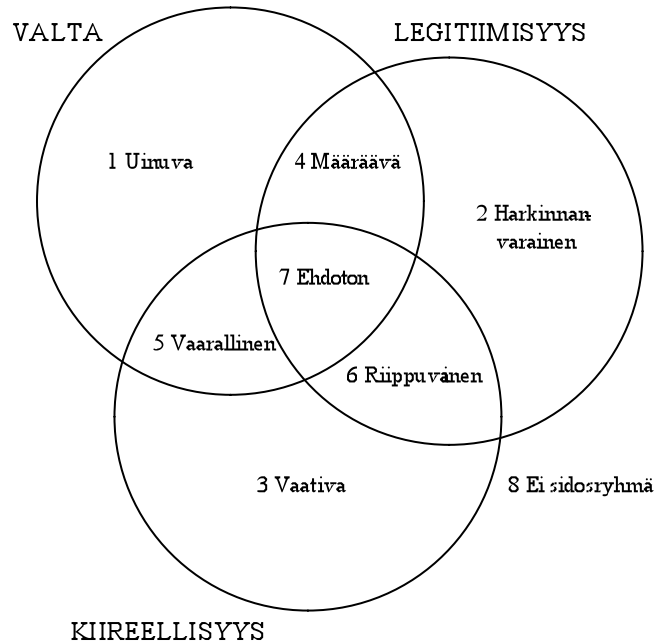 VALTA
LEGITIIMISYYS
1 Uinuva
4 Määräävä
2 Harkinnan-
varainen
7 Ehdoton
5 Vaarallinen
6 Riippuvainen
3 Vaativa
8 Ei sidosryhmä
KIIREELLISYYS